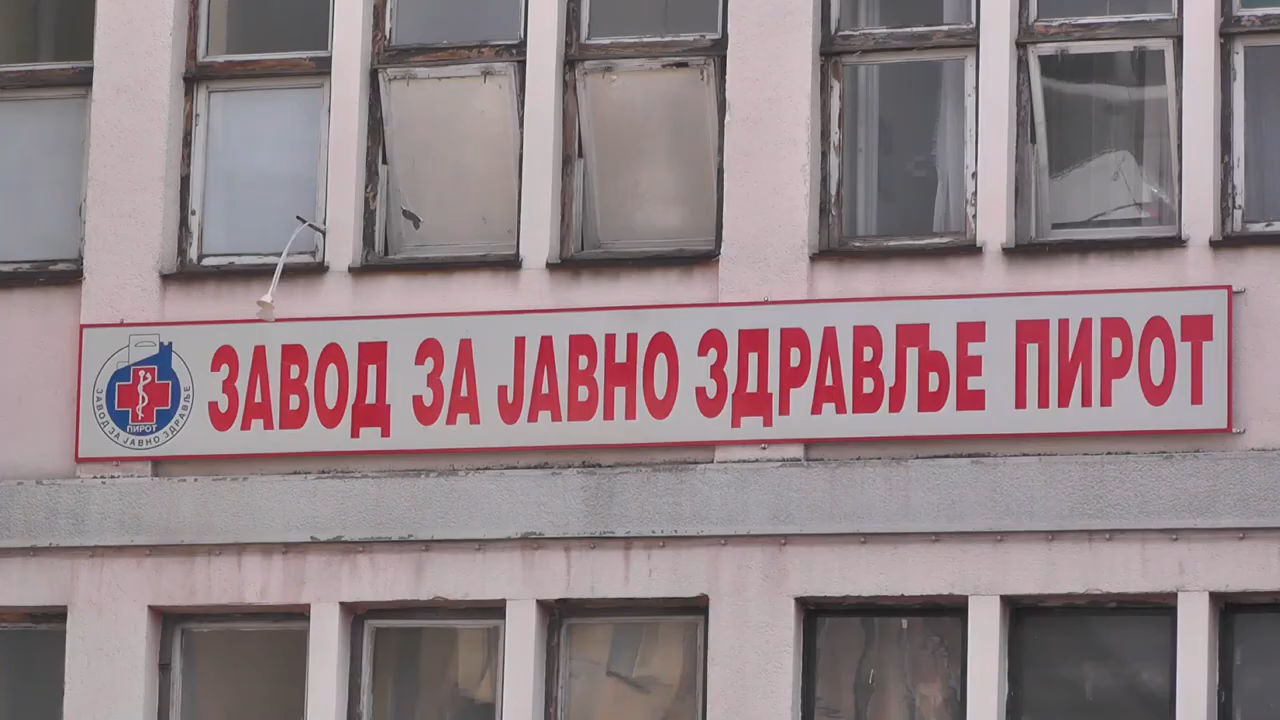 ЗАВОД ЗА ЈАВНО ЗДРАВЉЕ ПИРОТ
ЗАВОД ЗА ЈАВНО ЗДРАВЉЕ
ПИРОТ